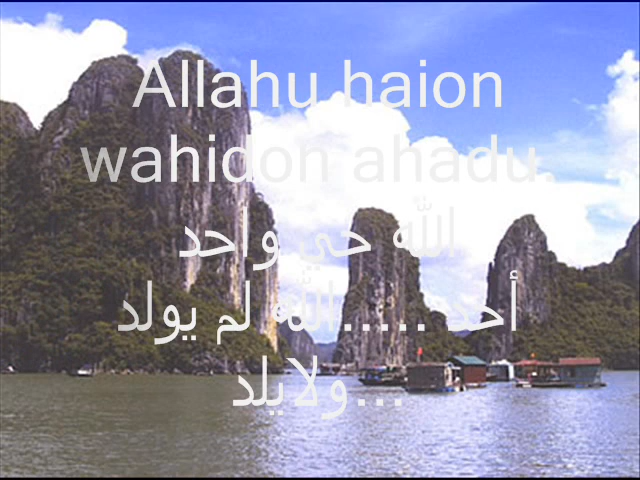 Allahu haion
wahidon ahadu
الله حي واحد
أحد ..... الله لم يولد
ولايلد...